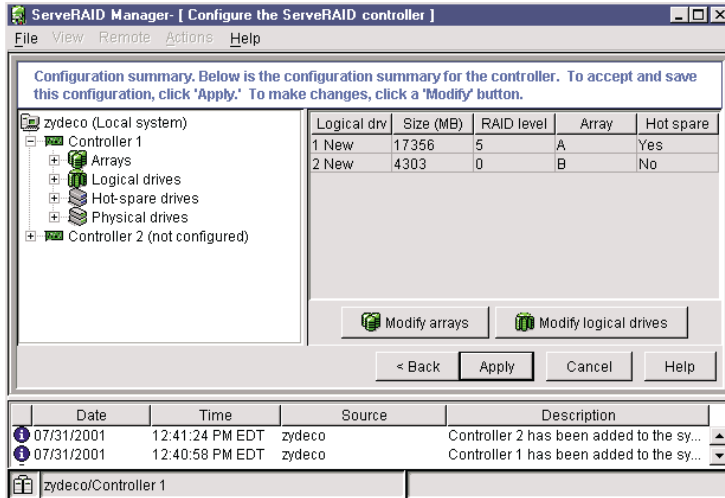 ServeRAID Manager- [ Configure the ServeRAID controller ]
File View Remote Actions Help
Configuration summary. Below is the configuration summary for the controller. To accept and save
this configuration, click 'Apply.' To make changes, click a 'Modify' button.
zydeco (Local system)
Controller 1
Arrays
Logical drives
Hot-spare drives
Physical drives
Controller 2 (not configured)
Logical drv Size (MB) RAID level Array Hot spare
1 New 17356 5 A Yes
2 New 4303 0 B No
Modify arrays Modify logical drives
< Back Apply Cancel Help
Date Time Source Description
07/31/2001 12:41:24 PM EDT zydeco Controller 2 has been added to the sy...
07/31/2001 12:40:58 PM EDT zydeco Controller 1 has been added to the sy...
zydeco/Controller 1